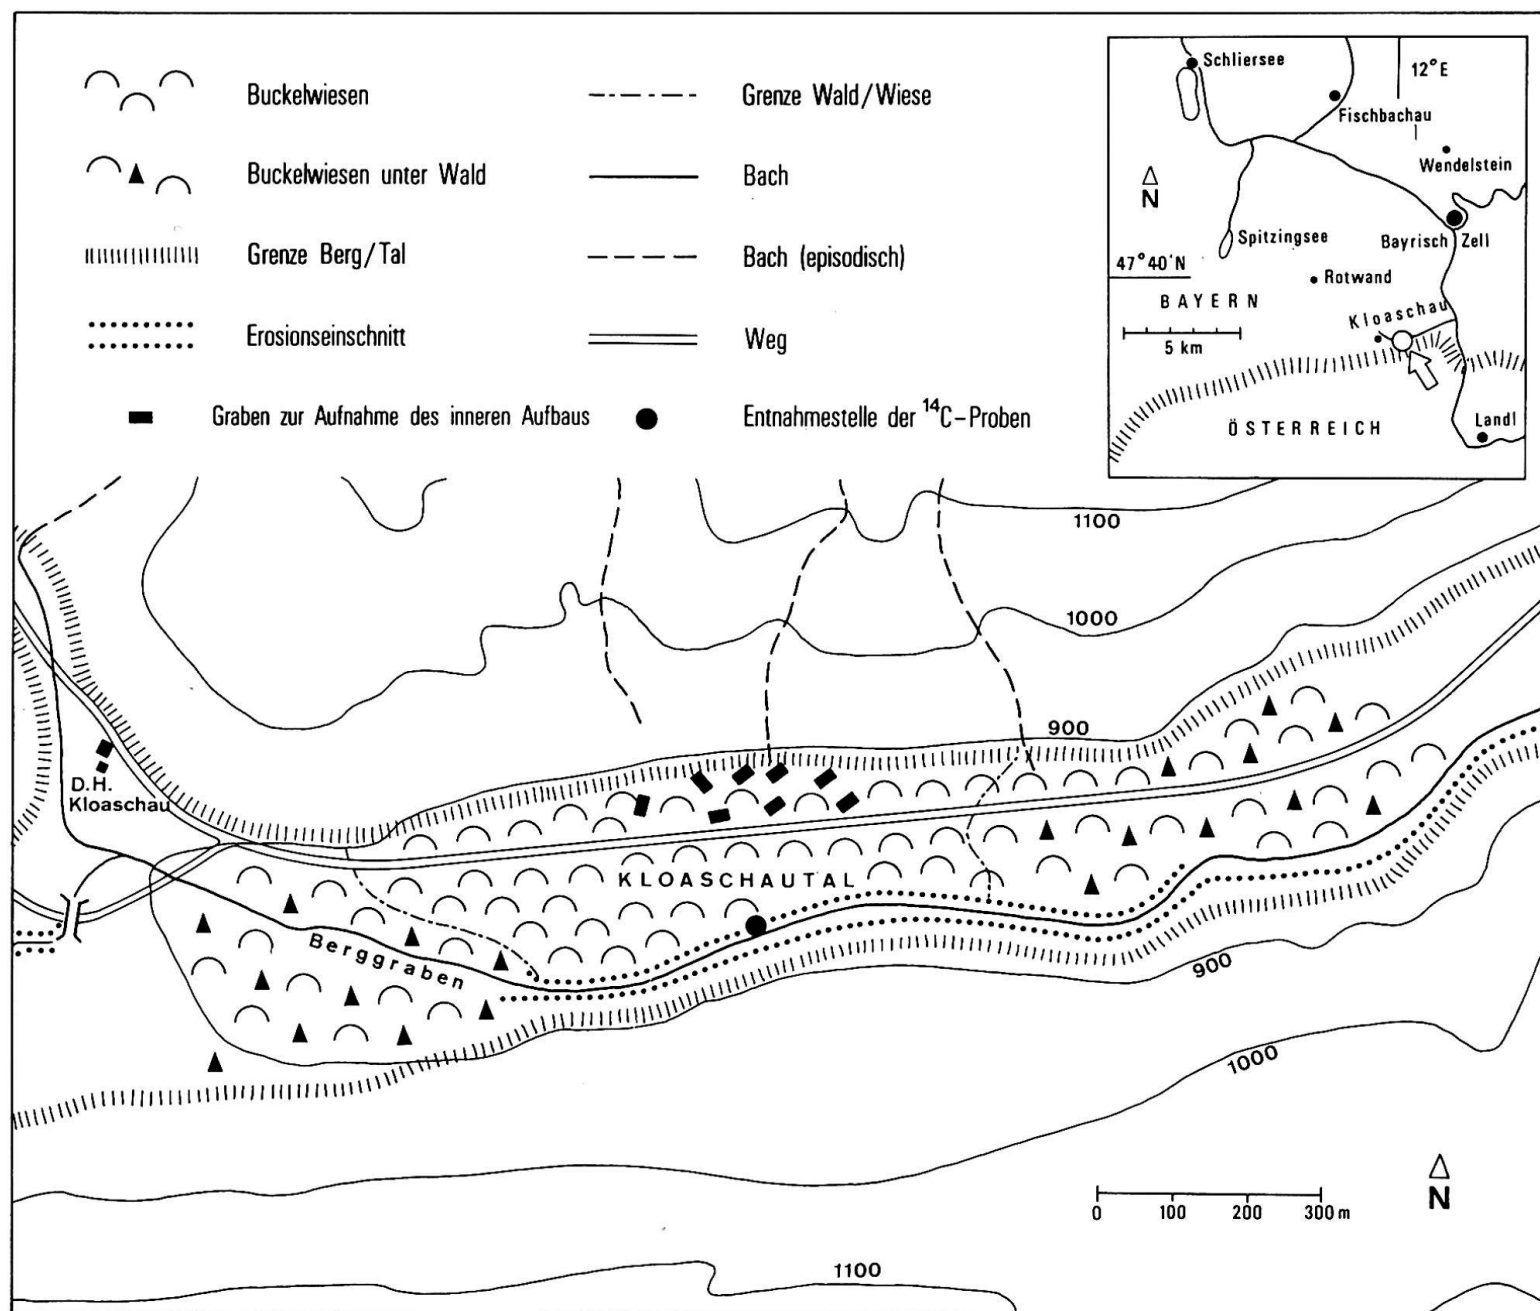 Buckelwiesen
Buckelwiesen unter Wald
Grenze Berg/Tal
Erosionseinschnitt
Graben zur Aufnahme des inneren Aufbaus
Grenze Wald/Wiese
Bach
Bach (episodisch)
Weg
Entnahmestelle der ¹⁴C-Proben
Schliersee
12°E
Fischbachau
Wendelstein
N
Spitzingsee
Bayrisch Zell
47°40'N
Rotwand
BAYERN
Kloaschau
5 km
ÖSTERREICH
Landl
1100
1000
900
D.H.
Kloaschau
KLOASCHAUTAL
Berggraben
900
1000
N
0 100 200 300m
1100